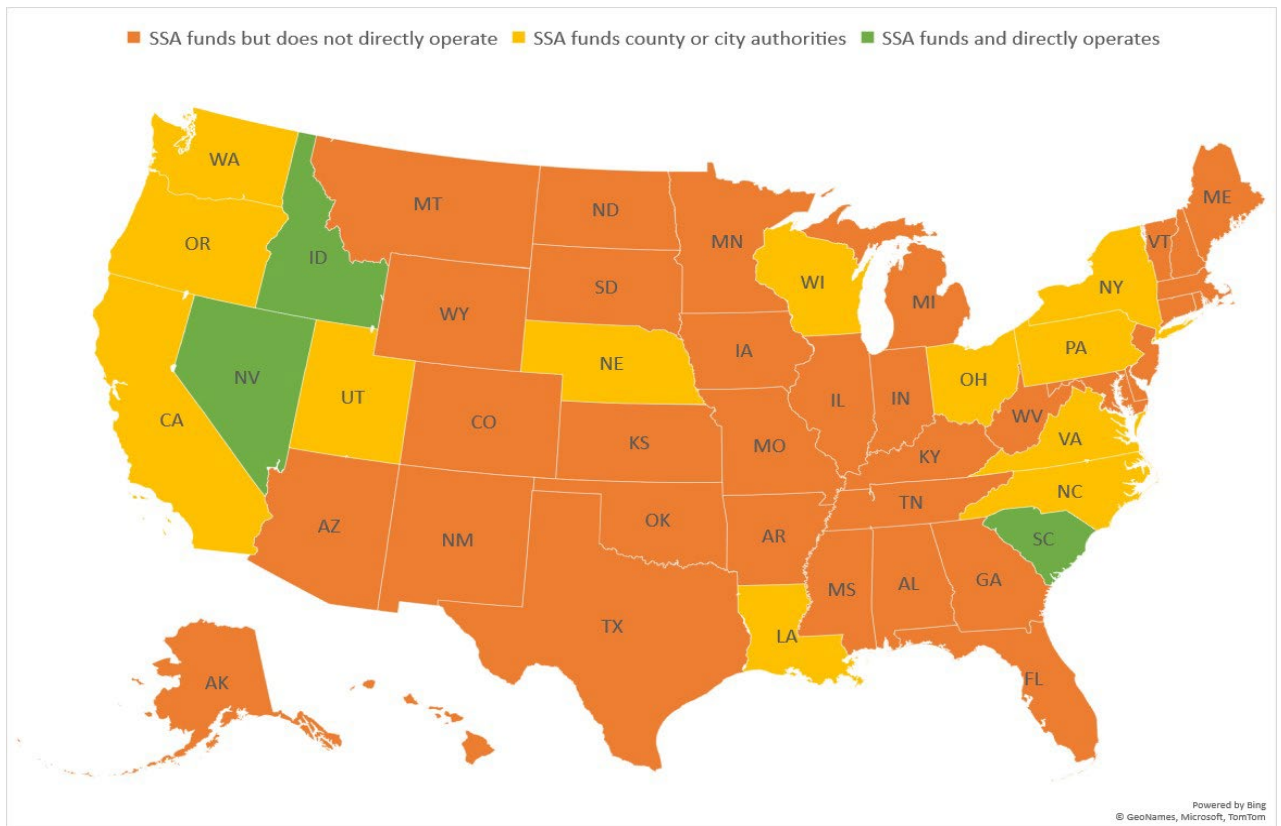 SSA funds but does not directly operate SSA funds county or city authorities SSA funds and directly operates
WA
MT
ND
MN
ME
VT
OR
ID
SD
WI
MI
NY
WY
IA
PA
NE
OH
NV
UT
IL
IN
CA
CO
KS
MO
WV
VA
KY
NC
TN
AZ
NM
OK
AR
SC
MS
AL
GA
TX
LA
AK
FL
Powered by Bing
© GeoNames, Microsoft, TomTom